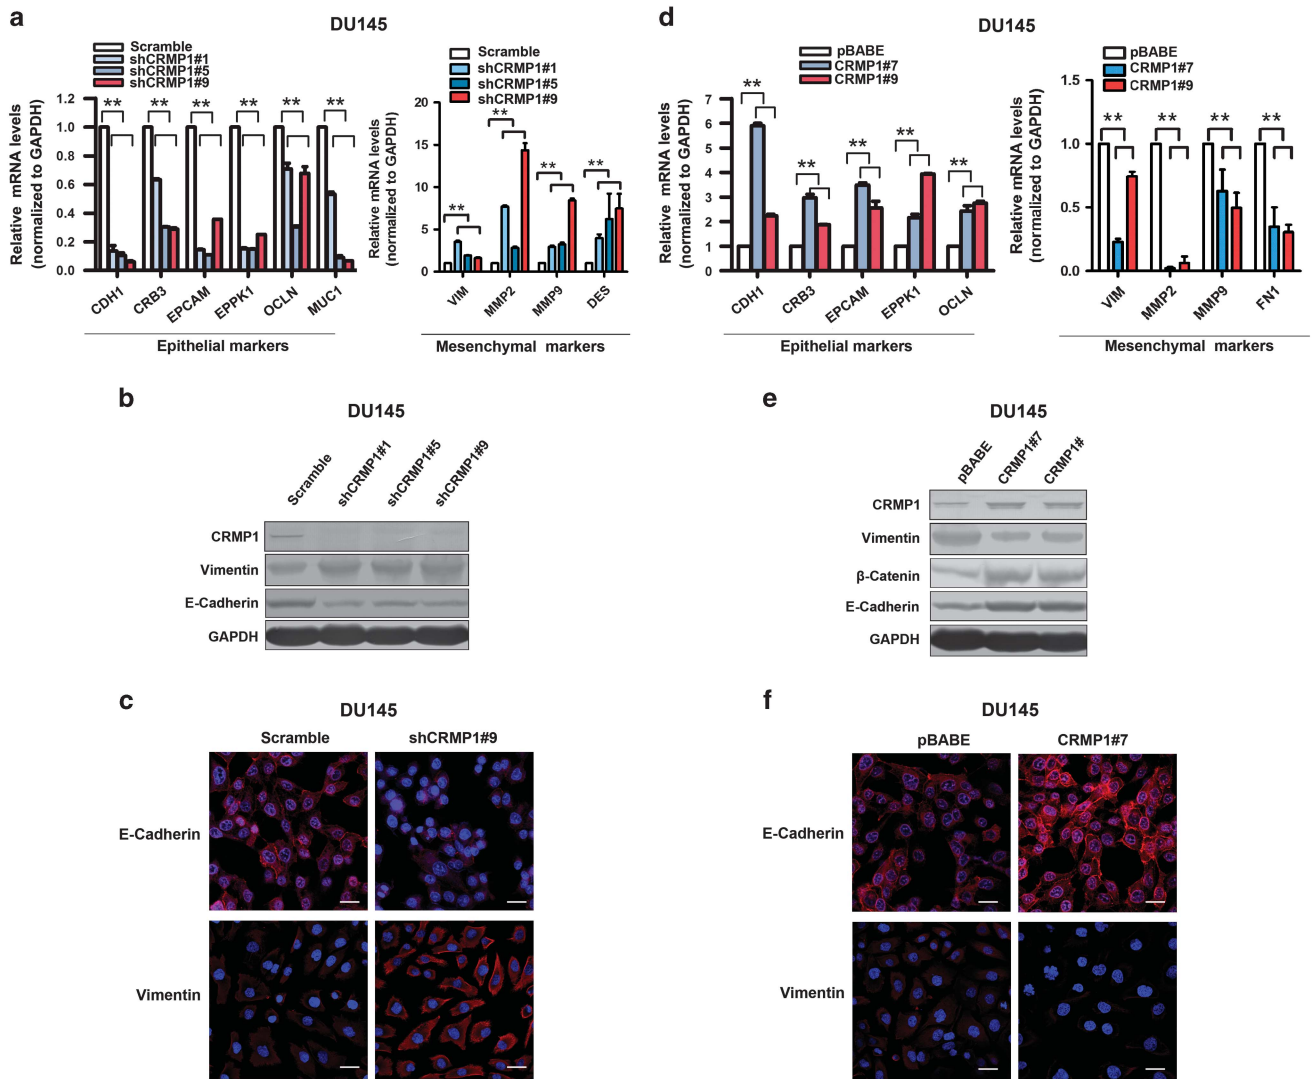 a
DU145
Scramble
shCRMP1#1
shCRMP1#5
shCRMP1#9
Relative mRNA levels
(normalized to GAPDH)
1.2
1.0
0.8
0.6
0.4
0.2
0.0
** ** ** ** ** **
CDH1 CRB3 EPCAM EPPK1 OCLN MUC1
Epithelial markers
Scramble
shCRMP1#1
shCRMP1#5
shCRMP1#9
Relative mRNA levels
(normalized to GAPDH)
20
15
10
5
0
** ** ** **
VIM MMP2 MMP9 DES
Mesenchymal markers
d
DU145
pBABE
CRMP1#7
CRMP1#9
Relative mRNA levels
(normalized to GAPDH)
7
6
5
4
3
2
1
0
** ** ** ** **
CDH1 CRB3 EPCAM EPPK1 OCLN
Epithelial markers
pBABE
CRMP1#7
CRMP1#9
Relative mRNA levels
(normalized to GAPDH)
1.5
1.0
0.5
0.0
** ** ** **
VIM MMP2 MMP9 FN1
Mesenchymal markers
b
DU145
Scramble shCRMP1#1 shCRMP1#5 shCRMP1#9
CRMP1
Vimentin
E-Cadherin
GAPDH
e
DU145
pBABE CRMP1#7 CRMP1#
CRMP1
Vimentin
β-Catenin
E-Cadherin
GAPDH
c
DU145
Scramble shCRMP1#9
E-Cadherin
Vimentin
f
DU145
pBABE CRMP1#7
E-Cadherin
Vimentin